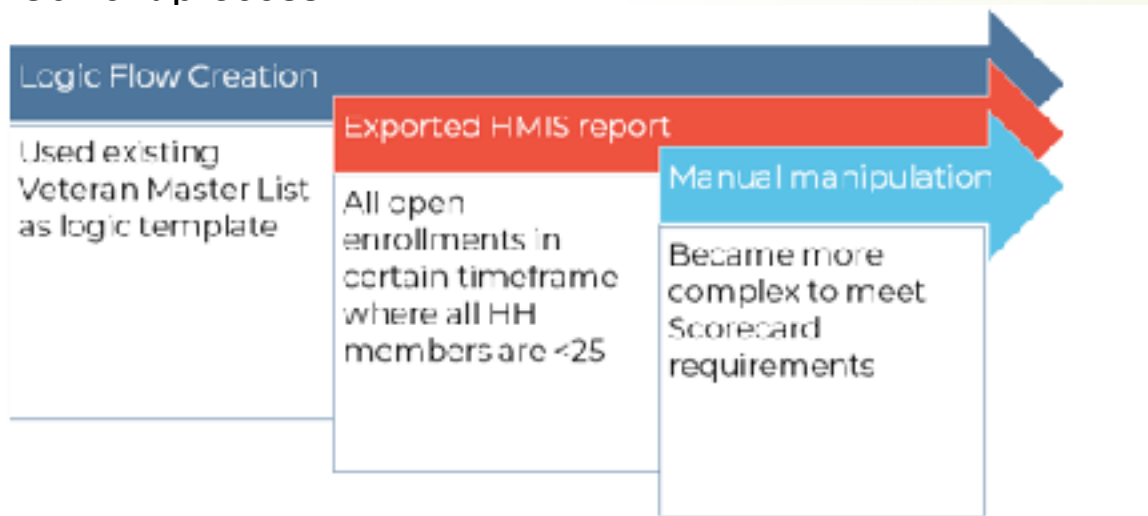 Logic Flow Creation
Used existing
Veteran Master List
as logic template
Exported HMIS report
All open
enrollments in
certain timeframe
where all HH
members are <25
Manual manipulation
Became more
complex to meet
Scorecard
requirements